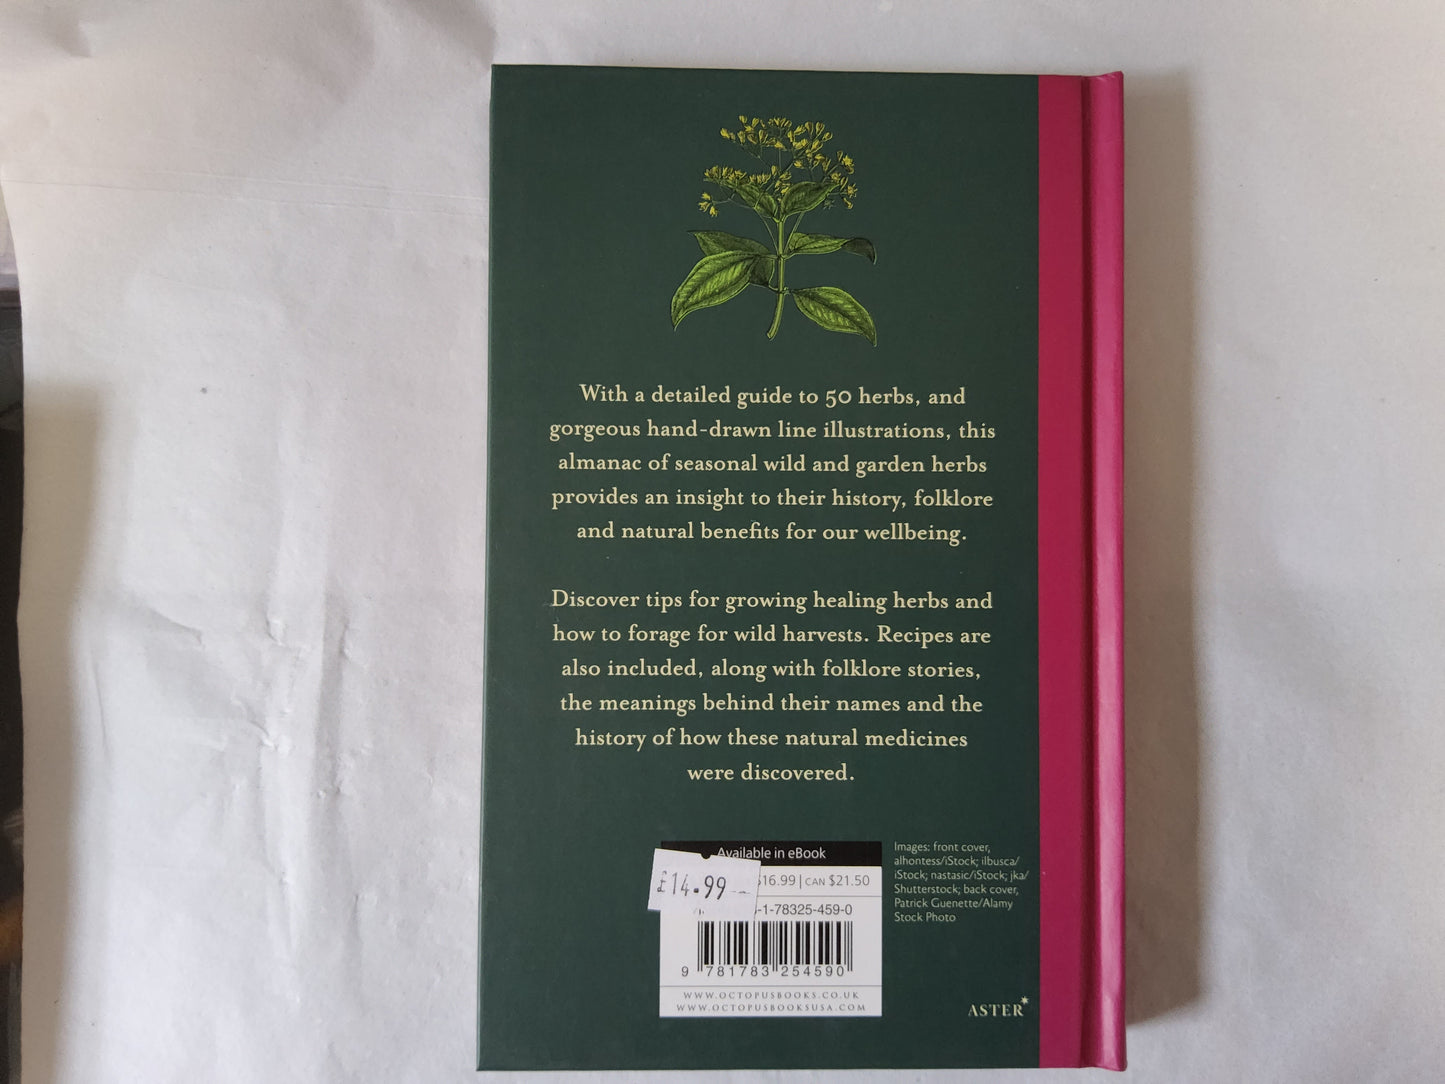 With a detailed guide to 50 herbs, and
gorgeous hand-drawn line illustrations, this
almanac of seasonal wild and garden herbs
provides an insight to their history, folklore
and natural benefits for our wellbeing.
Discover tips for growing healing herbs and
how to forage for wild harvests. Recipes are
also included, along with folklore stories,
the meanings behind their names and the
history of how these natural medicines
were discovered.
Available in eBook
£14.99
$16.99 | CAN $21.50
-1-78325-459-0
9 781783 254590
WWW.OCTOPUSBOOKS.CO.UK
WWW.OCTOPUSBOOKSUSA.COM
Images: front cover,
alhontess/iStock; ilbusca/
iStock; nastasic/iStock; jka/
Shutterstock; back cover,
Patrick Guenette/Alamy
Stock Photo
ASTER*